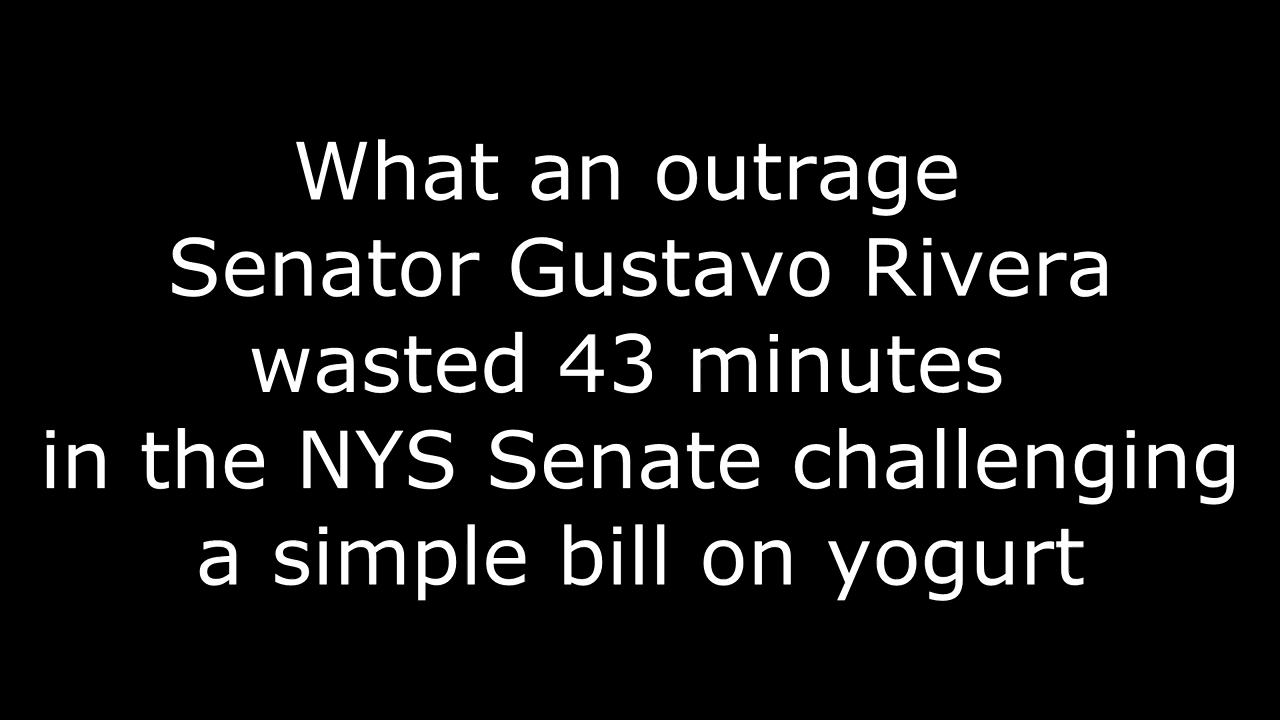 What an outrage
Senator Gustavo Rivera
wasted 43 minutes
in the NYS Senate challenging
a simple bill on yogurt